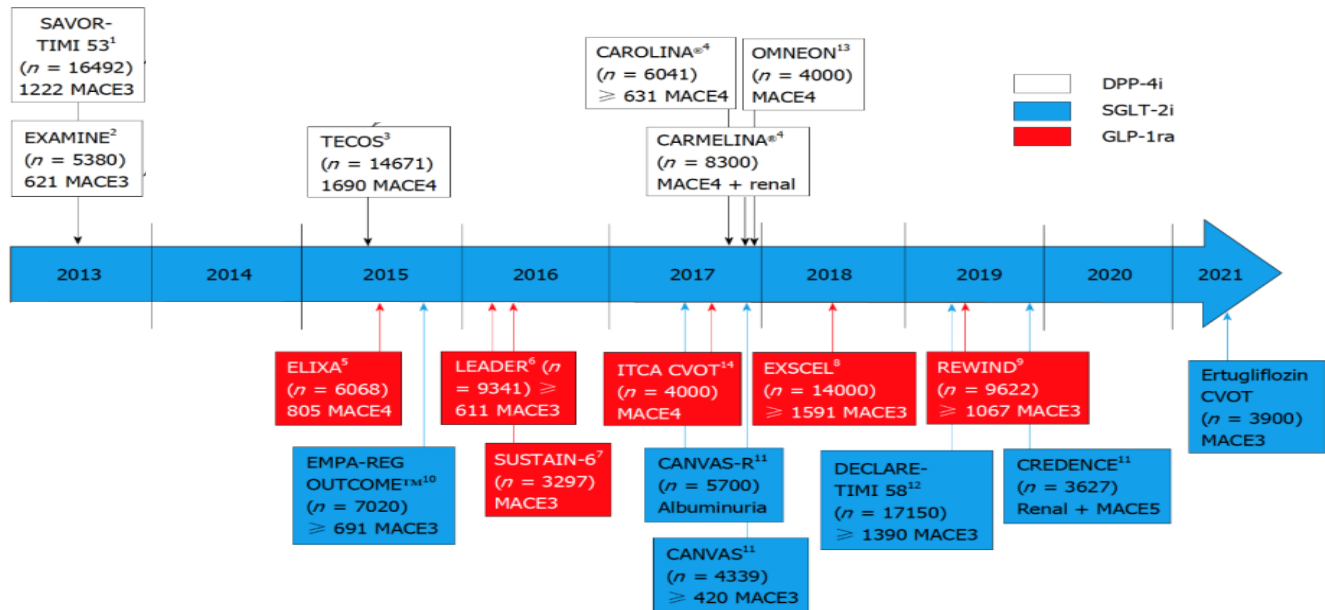 SAVOR-
TIMI 53¹
(n = 16492)
1222 MACE3
EXAMINE²
(n = 5380)
621 MACE3
TECOS³
(n = 14671)
1690 MACE4
CAROLINA®⁴
(n = 6041)
⩾ 631 MACE4
OMNEON¹³
(n = 4000)
MACE4
CARMELINA®⁴
(n = 8300)
MACE4 + renal
DPP-4i
SGLT-2i
GLP-1ra
2013
2014
2015
2016
2017
2018
2019
2020
2021
ELIXA⁵
(n = 6068)
805 MACE4
LEADER⁶ (n
= 9341) ⩾
611 MACE3
ITCA CVOT¹⁴
(n = 4000)
MACE4
EXSCEL⁸
(n = 14000)
⩾ 1591 MACE3
REWIND⁹
(n = 9622)
⩾ 1067 MACE3
Ertugliflozin
CVOT
(n = 3900)
MACE3
EMPA-REG
OUTCOME™¹⁰
(n = 7020)
⩾ 691 MACE3
SUSTAIN-6⁷
(n = 3297)
MACE3
CANVAS-R¹¹
(n = 5700)
Albuminuria
DECLARE-
TIMI 58¹²
(n = 17150)
⩾ 1390 MACE3
CREDENCE¹¹
(n = 3627)
Renal + MACE5
CANVAS¹¹
(n = 4339)
⩾ 420 MACE3